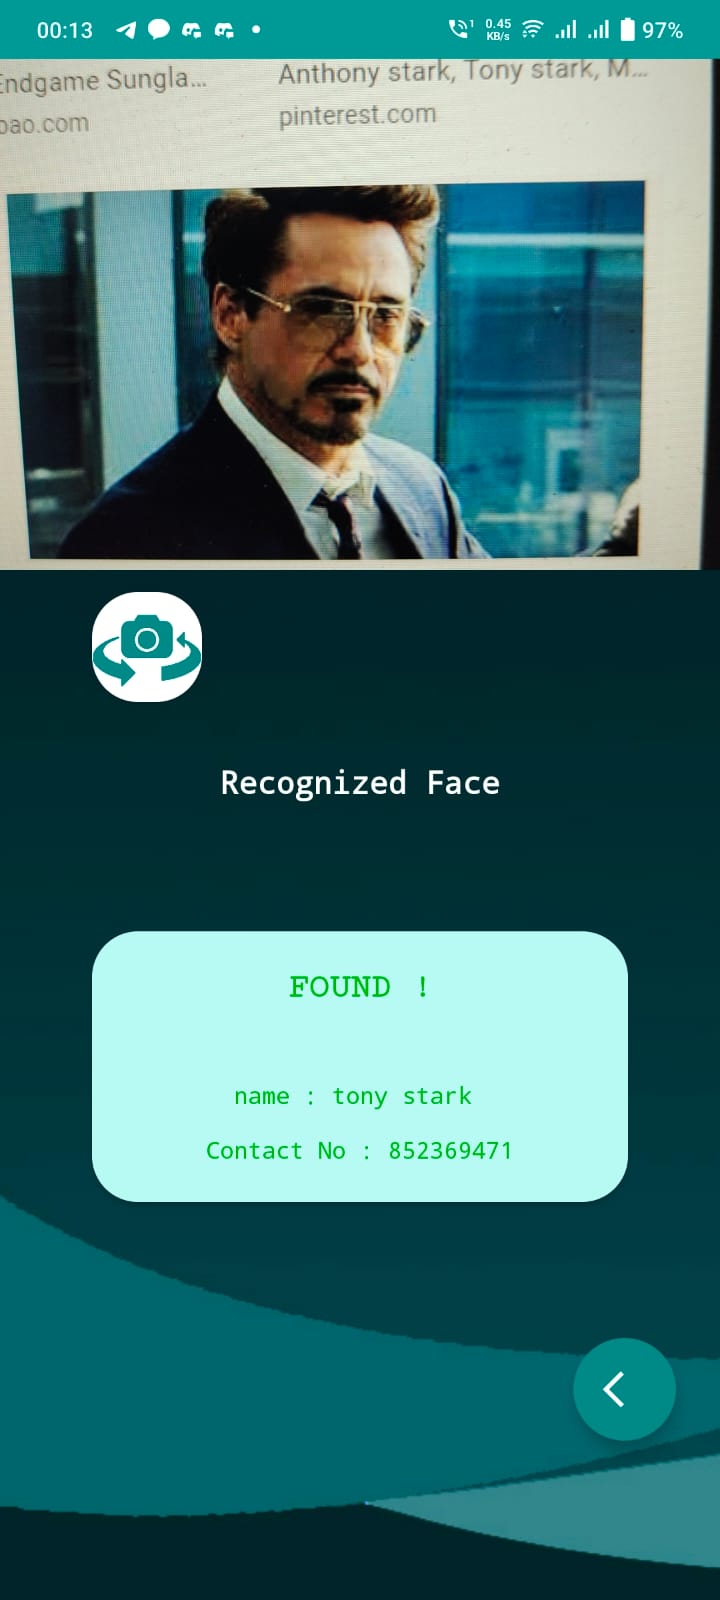 00:13
0.45
KB/s
97%
Endgame Sungla...
Anthony stark, Tony stark, M...
bao.com
pinterest.com
Recognized Face
FOUND !
name : tony stark
Contact No : 852369471